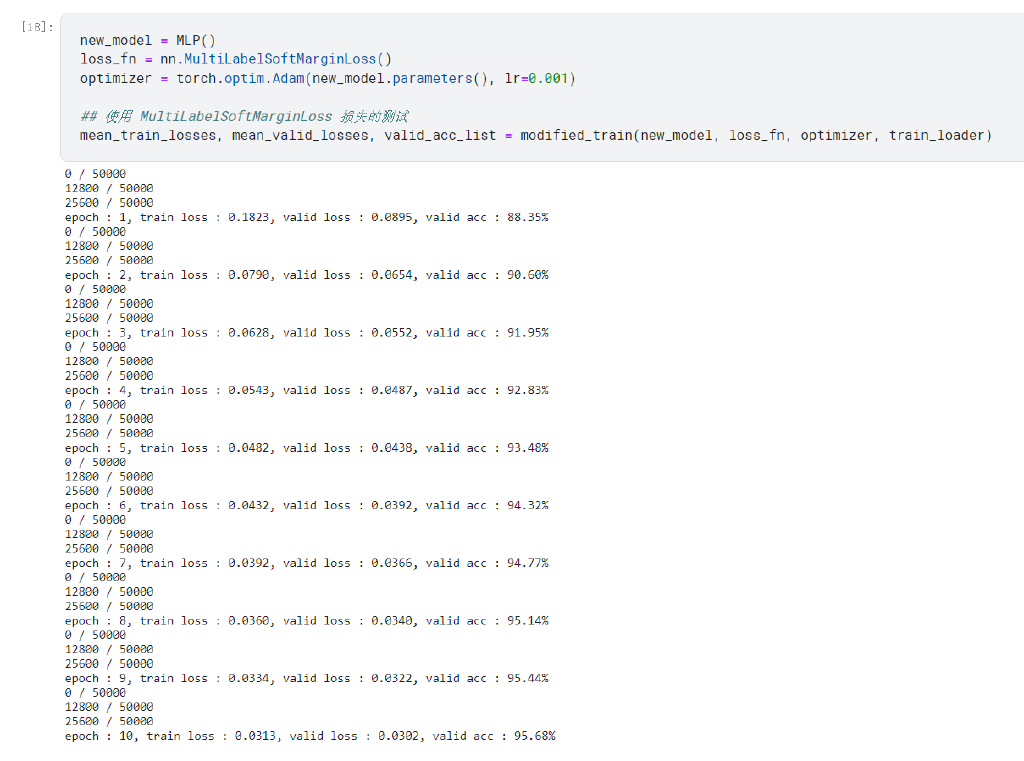 [18]:
new_model = MLP()
loss_fn = nn.MultiLabelSoftMarginLoss()
optimizer = torch.optim.Adam(new_model.parameters(), lr=0.001)
## 使用 MultiLabelSoftMarginLoss 损失的测试
mean_train_losses, mean_valid_losses, valid_acc_list = modified_train(new_model, loss_fn, optimizer, train_loader)
0 / 50000
12800 / 50000
25600 / 50000
epoch : 1, train loss : 0.1823, valid loss : 0.0895, valid acc : 88.35%
0 / 50000
12800 / 50000
25600 / 50000
epoch : 2, train loss : 0.0790, valid loss : 0.0654, valid acc : 90.60%
0 / 50000
12800 / 50000
25600 / 50000
epoch : 3, train loss : 0.0628, valid loss : 0.0552, valid acc : 91.95%
0 / 50000
12800 / 50000
25600 / 50000
epoch : 4, train loss : 0.0543, valid loss : 0.0487, valid acc : 92.83%
0 / 50000
12800 / 50000
25600 / 50000
epoch : 5, train loss : 0.0482, valid loss : 0.0438, valid acc : 93.48%
0 / 50000
12800 / 50000
25600 / 50000
epoch : 6, train loss : 0.0432, valid loss : 0.0392, valid acc : 94.32%
0 / 50000
12800 / 50000
25600 / 50000
epoch : 7, train loss : 0.0392, valid loss : 0.0366, valid acc : 94.77%
0 / 50000
12800 / 50000
25600 / 50000
epoch : 8, train loss : 0.0360, valid loss : 0.0340, valid acc : 95.14%
0 / 50000
12800 / 50000
25600 / 50000
epoch : 9, train loss : 0.0334, valid loss : 0.0322, valid acc : 95.44%
0 / 50000
12800 / 50000
25600 / 50000
epoch : 10, train loss : 0.0313, valid loss : 0.0302, valid acc : 95.68%